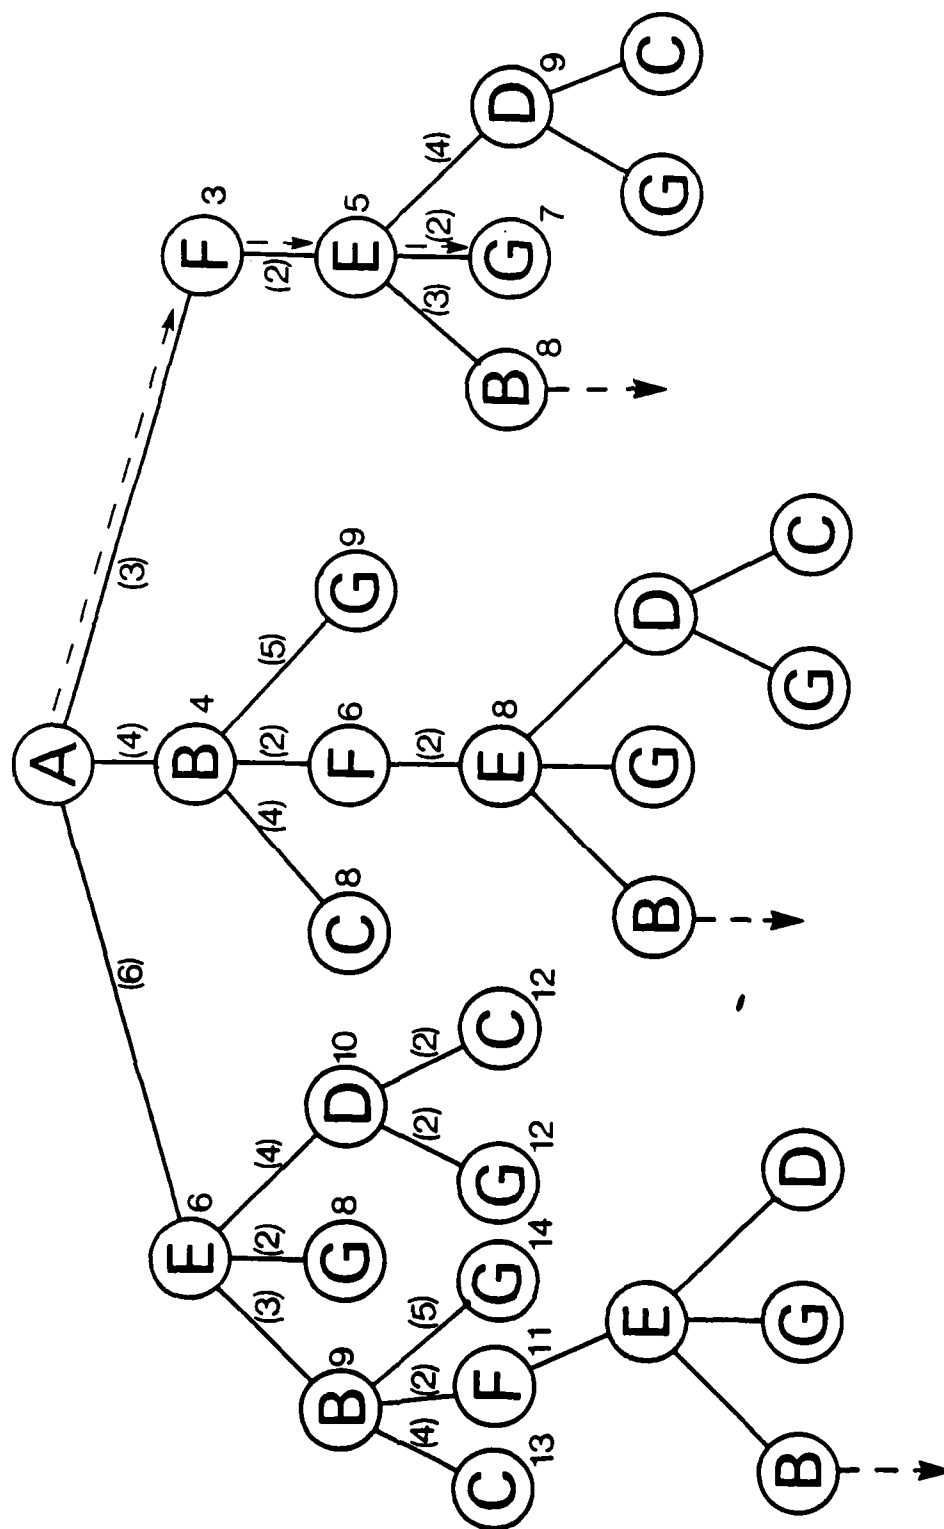 A
(6) (4) (3)
E 6 B 4 F 3
(3) (2) (4) (4) (2) (5) (2)
B 9 G 8 D 10 C 8 F 6 G 9 E 5
(4) (2) (5) (2) (2) (2) (3) (2) (4)
C 13 F 11 G 14 G 12 C 12 E 8 B 8 G 7 D 9
E B G D G C
B G D G C